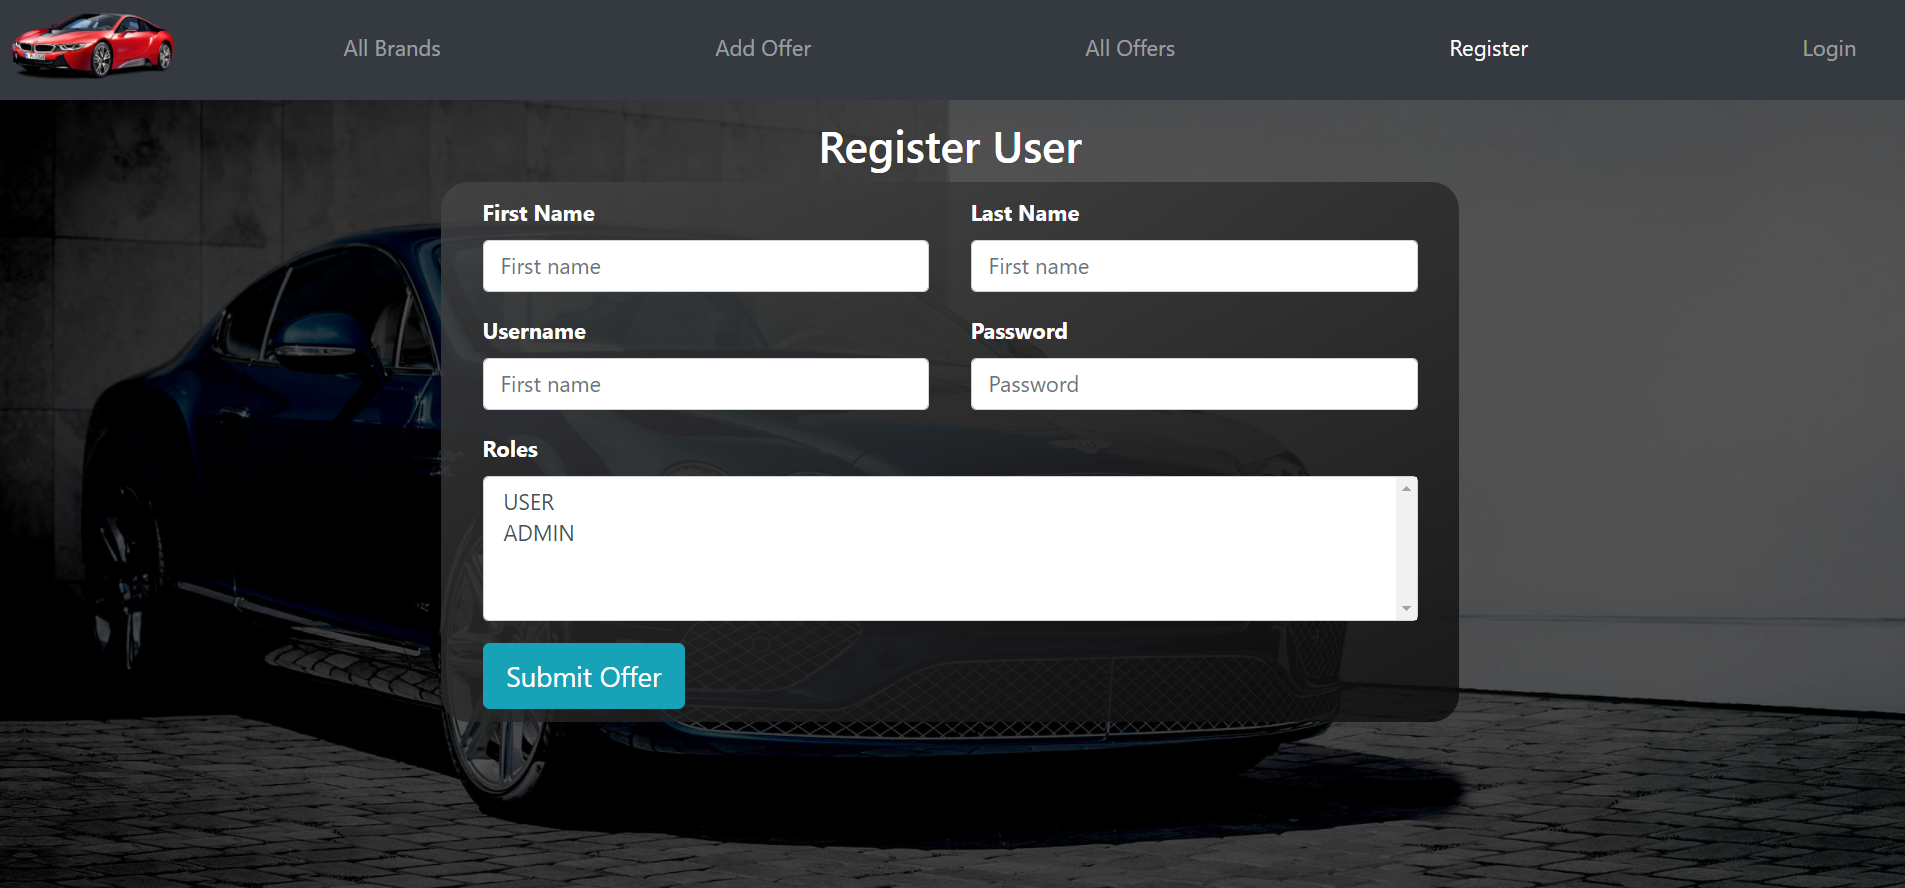 All Brands Add Offer All Offers Register Login
Register User
First Name Last Name
First name First name
Username Password
First name Password
Roles
USER
ADMIN
Submit Offer